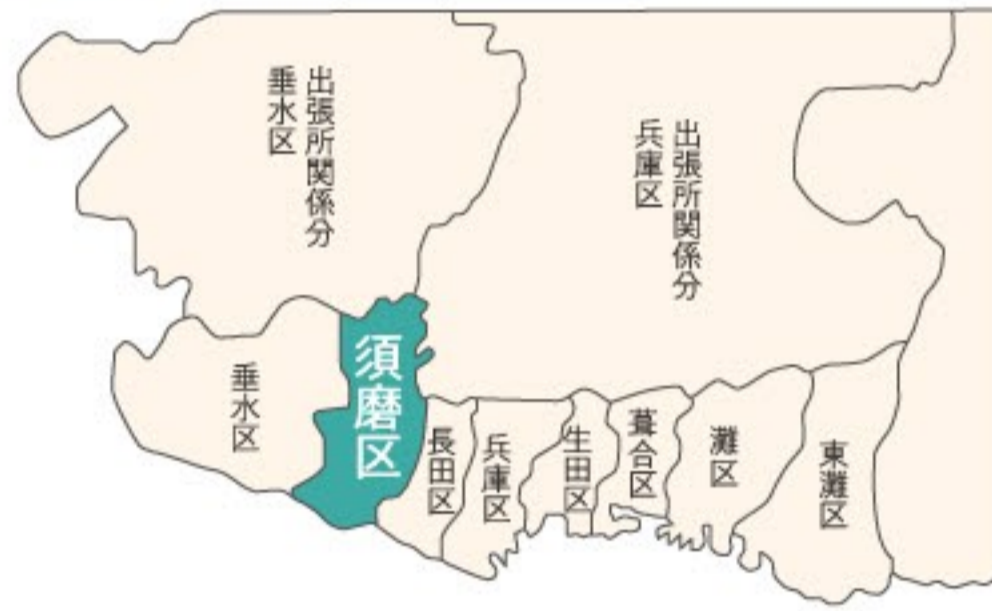 出張所関係分
垂水区
出張所関係分
兵庫区
垂水区
須磨区
長田区
兵庫区
生田区
葺合区
灘区
東灘区